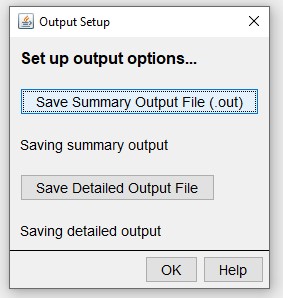 Output Setup
Set up output options...
Save Summary Output File (.out)
Saving summary output
Save Detailed Output File
Saving detailed output
OK Help